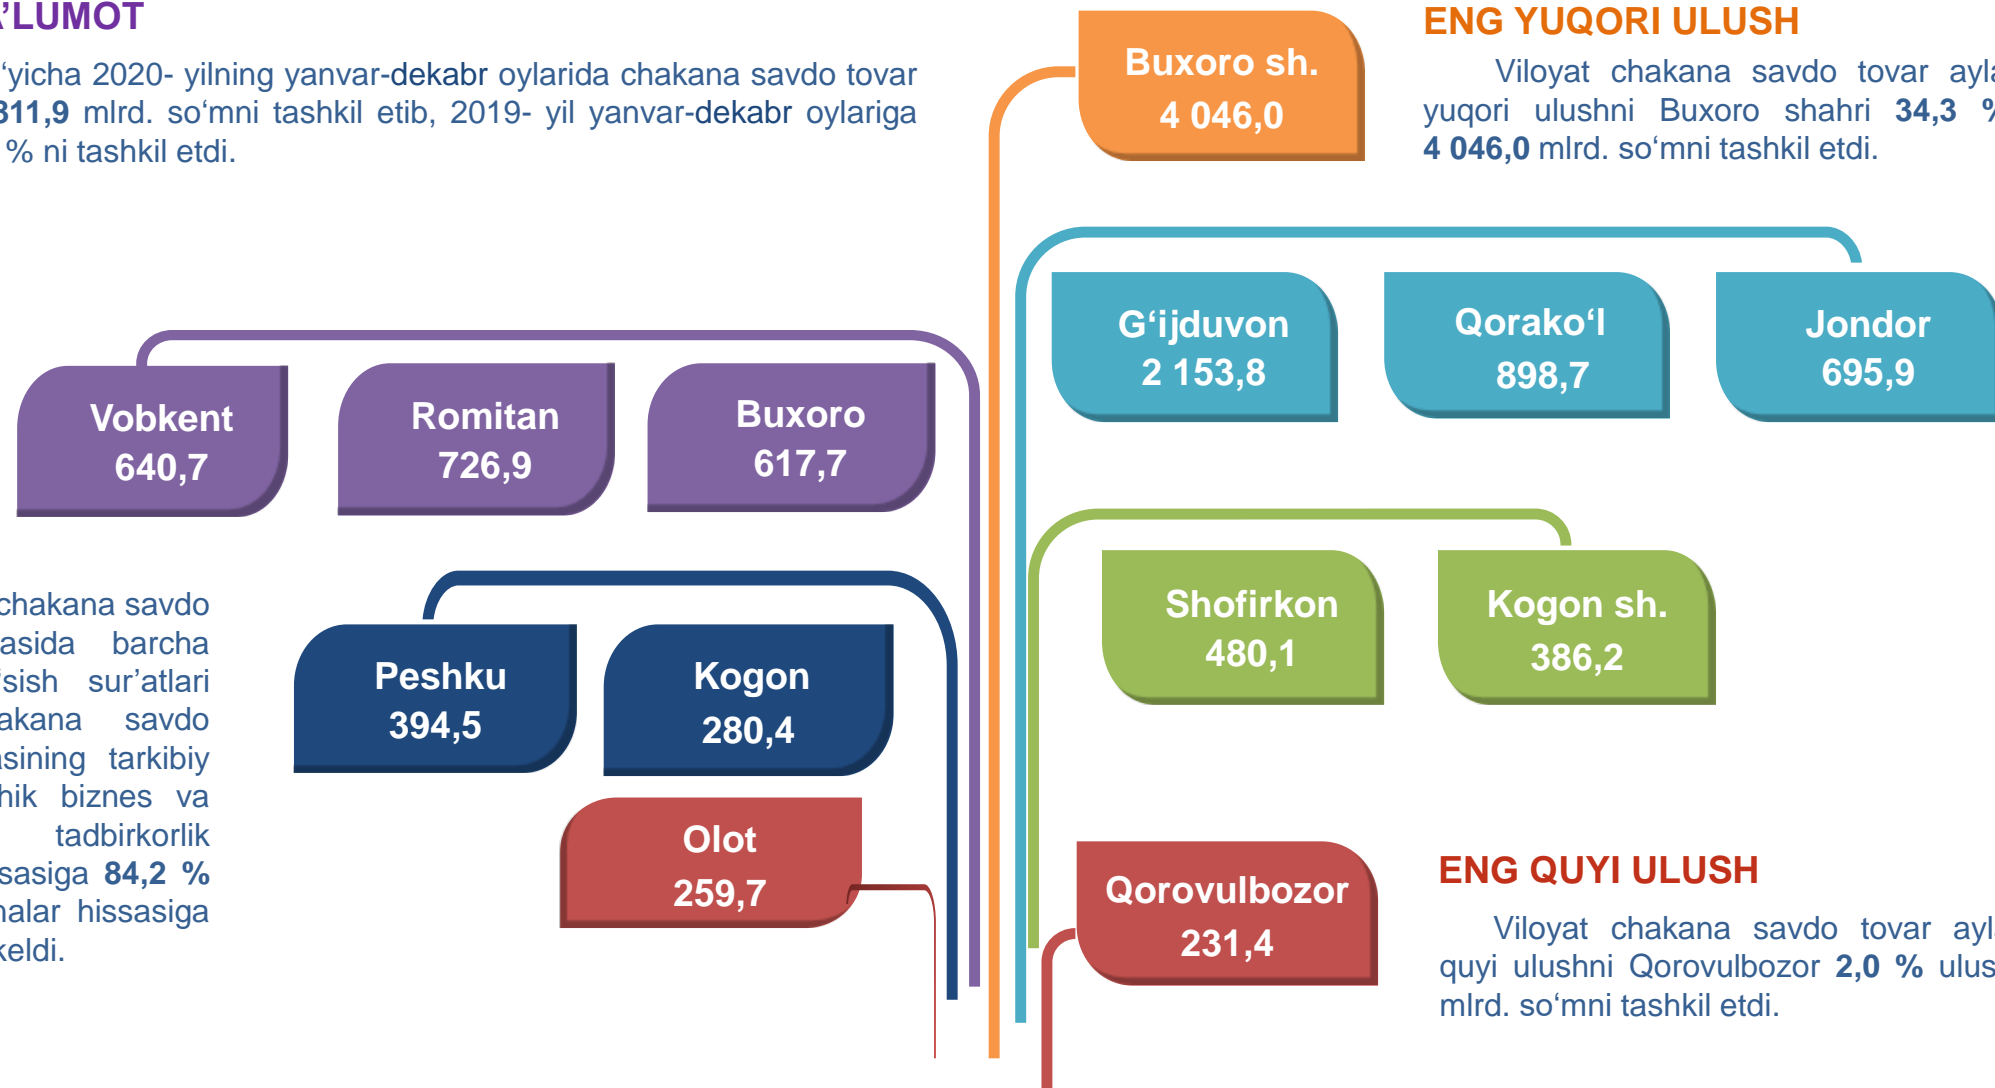 A’LUMOT
‘yicha 2020- yilning yanvar-dekabr oylarida chakana savdo tovar
311,9 mlrd. so‘mni tashkil etib, 2019- yil yanvar-dekabr oylariga
% ni tashkil etdi.
Buxoro sh.
4 046,0
ENG YUQORI ULUSH
Viloyat chakana savdo tovar ayla
yuqori ulushni Buxoro shahri 34,3 %
4 046,0 mlrd. so‘mni tashkil etdi.
G‘ijduvon
2 153,8
Qorako‘l
898,7
Jondor
695,9
Vobkent
640,7
Romitan
726,9
Buxoro
617,7
Shofirkon
480,1
Kogon sh.
386,2
chakana savdo
asida barcha
‘sish sur’atlari
akana savdo
asining tarkibiy
hik biznes va
tadbirkorlik
sasiga 84,2 %
nalar hissasiga
keldi.
Peshku
394,5
Kogon
280,4
Olot
259,7
Qorovulbozor
231,4
ENG QUYI ULUSH
Viloyat chakana savdo tovar ayla
quyi ulushni Qorovulbozor 2,0 % ulus
mlrd. so‘mni tashkil etdi.